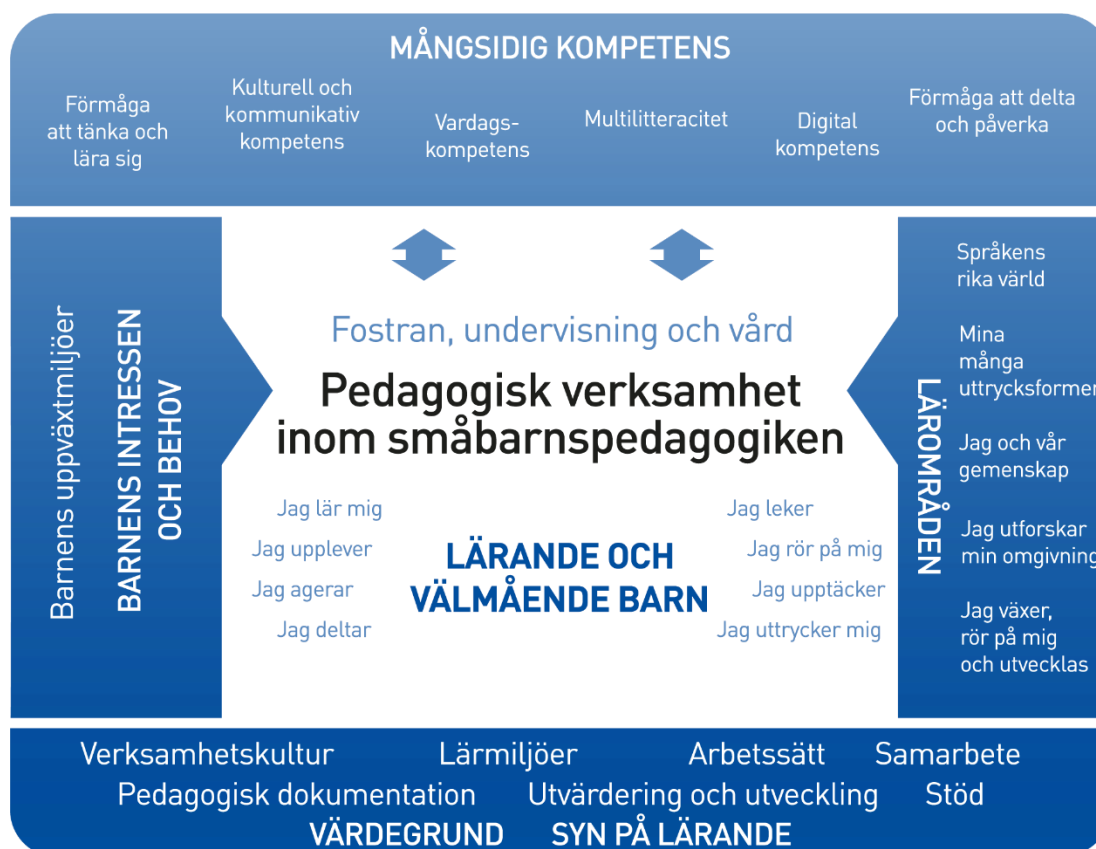 MÅNGSIDIG KOMPETENS
Förmåga
att tänka och
lära sig
Kulturell och
kommunikativ
kompetens
Vardags-
kompetens
Multilitteracitet
Digital
kompetens
Förmåga att delta
och påverka
Barnens uppväxtmiljöer
BARNENS INTRESSEN
OCH BEHOV
Fostran, undervisning och vård
Pedagogisk verksamhet
inom småbarnspedagogiken
Jag lär mig
Jag upplever
Jag agerar
Jag deltar
LÄRANDE OCH
VÄLMÅENDE BARN
Jag leker
Jag rör på mig
Jag upptäcker
Jag uttrycker mig
LÄROMRÅDEN
Språkens
rika värld
Mina
många
uttrycksformer
Jag och vår
gemenskap
Jag utforskar
min omgivning
Jag växer,
rör på mig
och utvecklas
Verksamhetskultur Lärmiljöer Arbetssätt Samarbete
Pedagogisk dokumentation Utvärdering och utveckling Stöd
VÄRDEGRUND SYN PÅ LÄRANDE